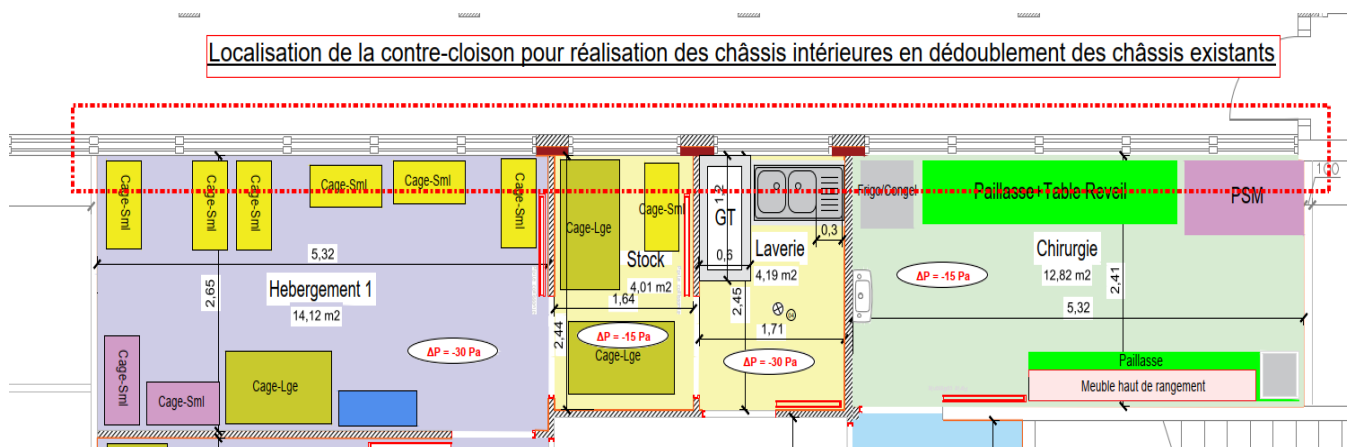 Localisation de la contre-cloison pour réalisation des châssis intérieures en dédoublement des châssis existants
Cage-Sml
Cage-Sml
Cage-Sml
Cage-Sml
Cage-Sml
Cage-Sml
Cage-Lge
Cage-Sml
1,2
GT
0,6
0,3
Frigo/Congel
Paillasse+Table Reveil
PSM
5,32
2,65
Hebergement 1
14,12 m2
Stock
4,01 m2
1,64
2,44
Laverie
4,19 m2
2,45
1,71
Chirurgie
12,82 m2
2,41
5,32
ΔP = -15 Pa
ΔP = -30 Pa
ΔP = -15 Pa
ΔP = -30 Pa
Cage-Sml
Cage-Sml
Cage-Lge
Cage-Lge
Paillasse
Meuble haut de rangement